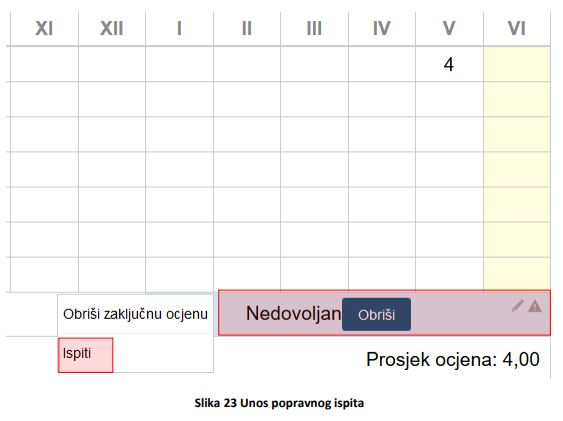 XI XII I II III IV V VI
4
Obriši zaključnu ocjenu
Nedovoljan Obriši
Ispiti
Prosjek ocjena: 4,00
Slika 23 Unos popravnog ispita